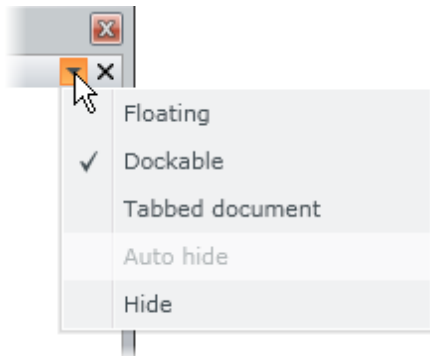 Floating
Dockable
Tabbed document
Auto hide
Hide